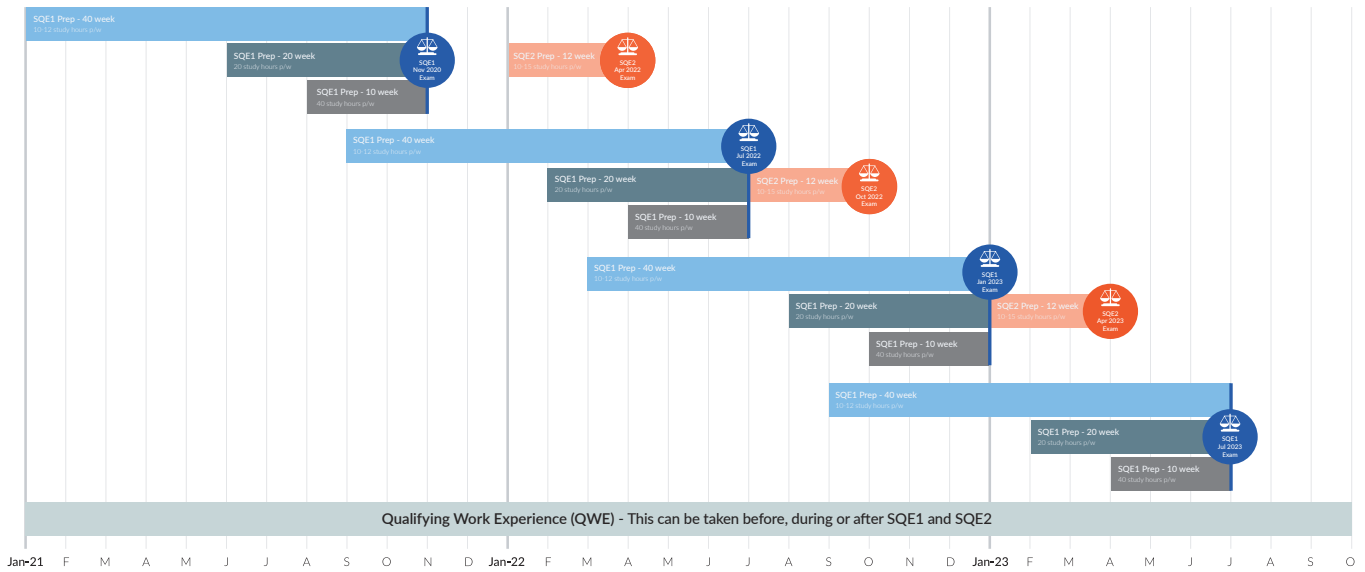 SQE1 Prep - 40 week
10-12 study hours p/w
SQE1 Prep - 20 week
20 study hours p/w
SQE1
Nov 2020
Exam
SQE2 Prep - 12 week
10-15 study hours p/w
SQE2
Apr 2022
Exam
SQE1 Prep - 10 week
40 study hours p/w
SQE1 Prep - 40 week
10-12 study hours p/w
SQE1
Jul 2022
Exam
SQE1 Prep - 20 week
20 study hours p/w
SQE2 Prep - 12 week
10-15 study hours p/w
SQE2
Oct 2022
Exam
SQE1 Prep - 10 week
40 study hours p/w
SQE1 Prep - 40 week
10-12 study hours p/w
SQE1
Jan 2023
Exam
SQE1 Prep - 20 week
20 study hours p/w
SQE2 Prep - 12 week
10-15 study hours p/w
SQE2
Apr 2023
Exam
SQE1 Prep - 10 week
40 study hours p/w
SQE1 Prep - 40 week
10-12 study hours p/w
SQE1 Prep - 20 week
20 study hours p/w
SQE1
Jul 2023
Exam
SQE1 Prep - 10 week
40 study hours p/w
Qualifying Work Experience (QWE) - This can be taken before, during or after SQE1 and SQE2
Jan-21 F M A M J J A S O N D Jan-22 F M A M J J A S O N D Jan-23 F M A M J J A S O